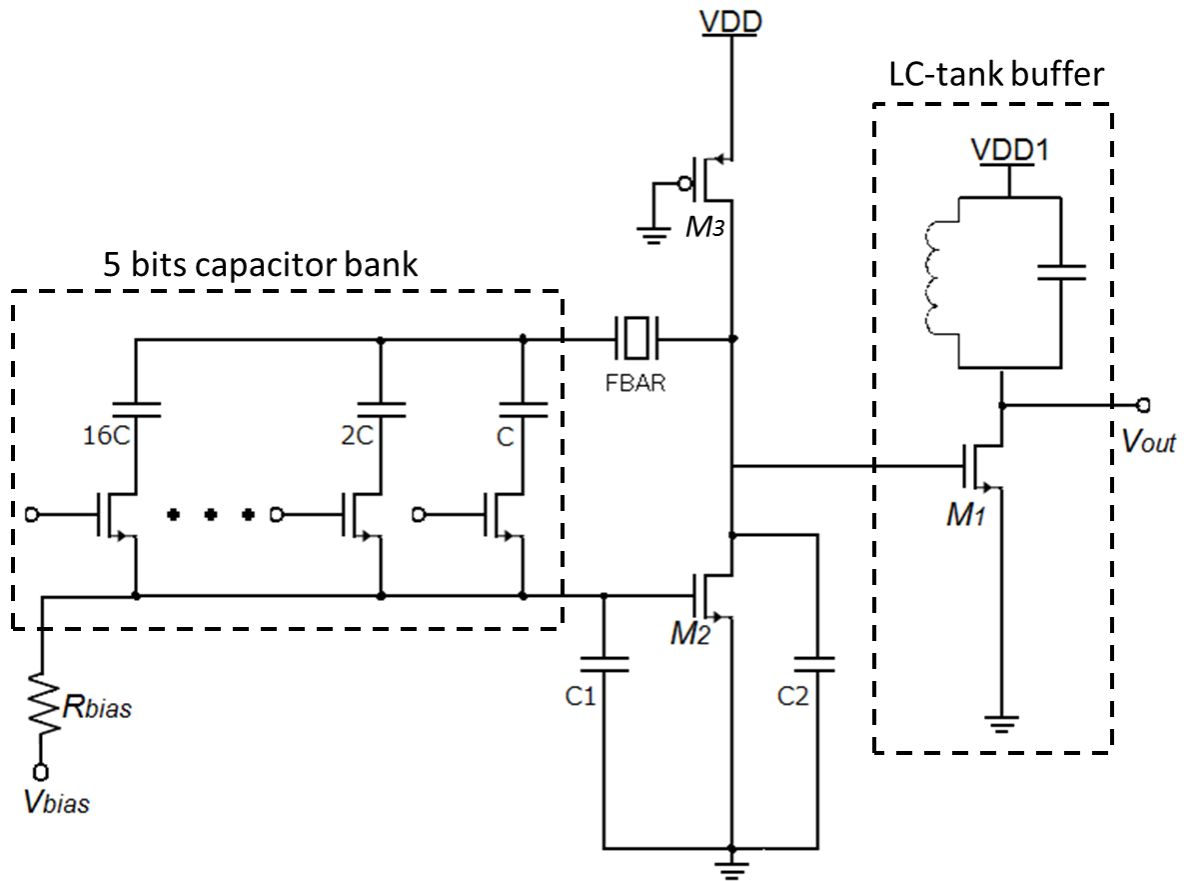 VDD
LC-tank buffer
VDD1
M3
5 bits capacitor bank
FBAR
16C
2C
C
Vout
M1
M2
C1
C2
Rbias
Vbias